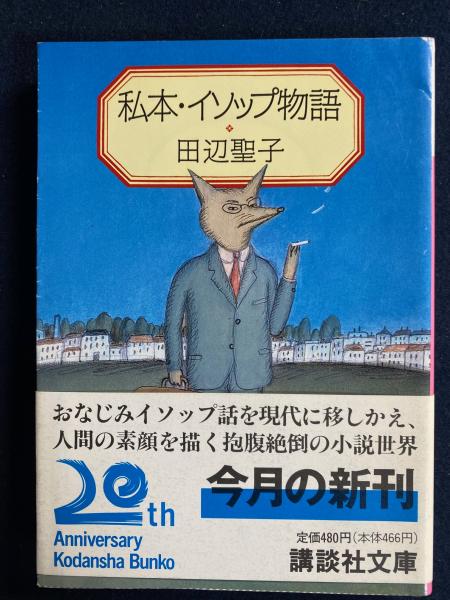 私本・イソップ物語
田辺聖子
おなじみイソップ話を現代に移しかえ、
人間の素顔を描く抱腹絶倒の小説世界
20th
Anniversary
Kodansha Bunko
今月の新刊
定価480円(本体466円)
講談社文庫